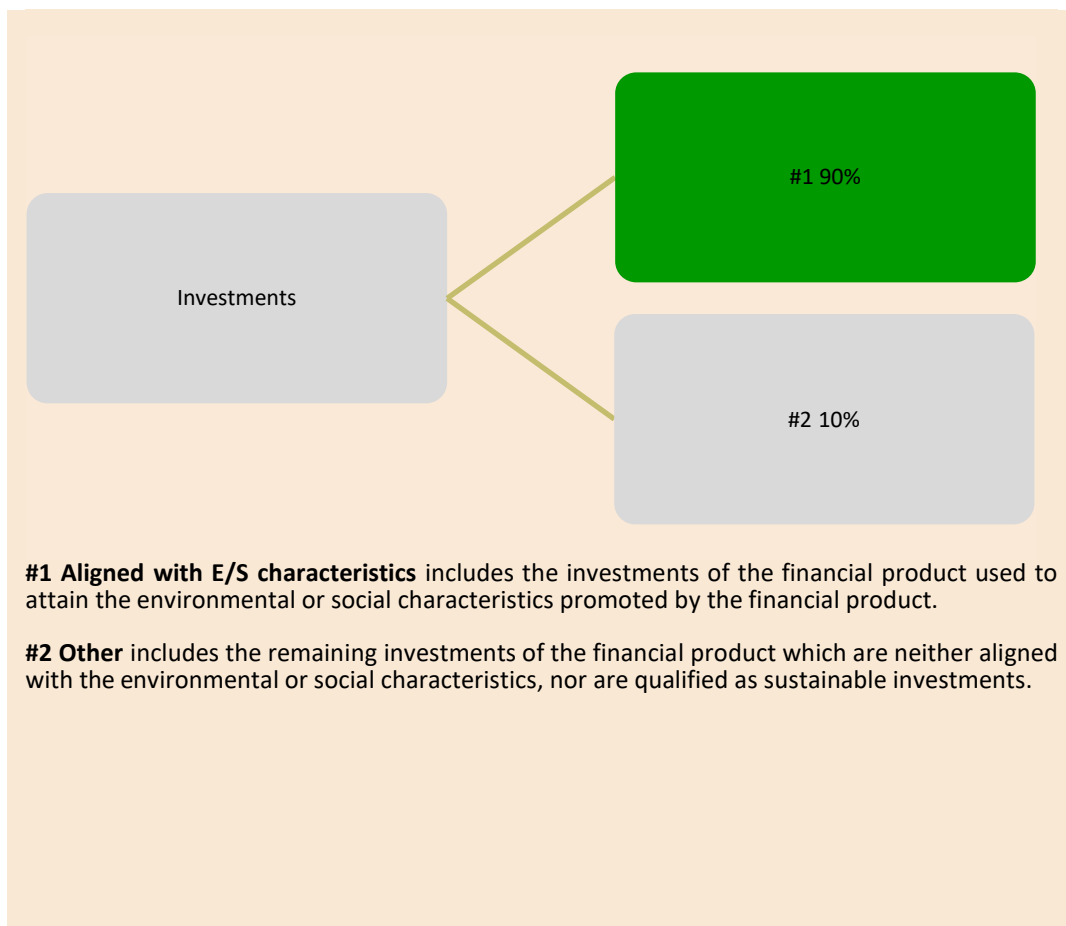 #1 90%
Investments
#2 10%
#1 Aligned with E/S characteristics includes the investments of the financial product used to
attain the environmental or social characteristics promoted by the financial product.
#2 Other includes the remaining investments of the financial product which are neither aligned
with the environmental or social characteristics, nor are qualified as sustainable investments.